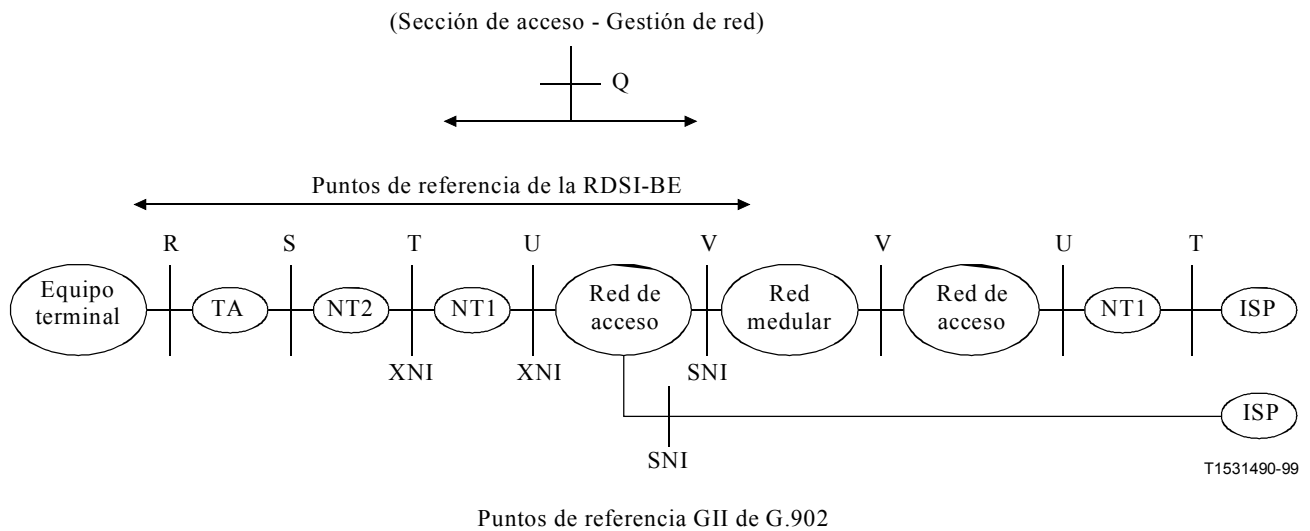 (Sección de acceso - Gestión de red)
Q
Puntos de referencia de la RDSI-BE
R S T U V V U T
Equipo terminal TA NT2 NT1 Red de acceso Red medular Red de acceso NT1 ISP
XNI XNI SNI
ISP
SNI
T1531490-99
Puntos de referencia GII de G.902